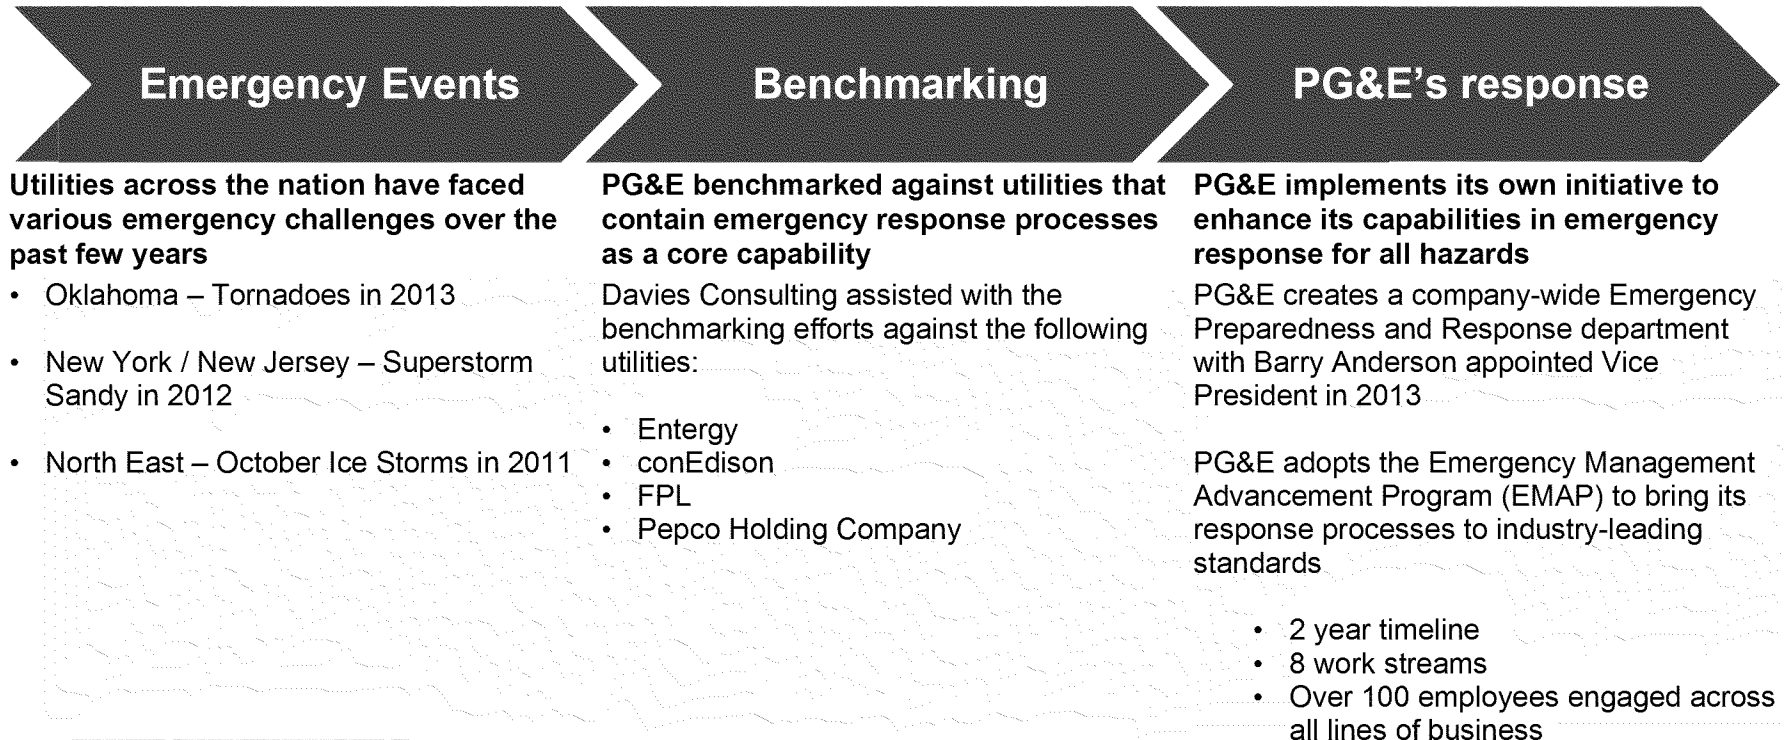 Emergency Events
Benchmarking
PG&E's response
Utilities across the nation have faced
various emergency challenges over the
past few years
• Oklahoma – Tornadoes in 2013
• New York / New Jersey – Superstorm
Sandy in 2012
• North East – October Ice Storms in 2011
PG&E benchmarked against utilities that
contain emergency response processes
as a core capability
Davies Consulting assisted with the
benchmarking efforts against the following
utilities:
• Entergy
• conEdison
• FPL
• Pepco Holding Company
PG&E implements its own initiative to
enhance its capabilities in emergency
response for all hazards
PG&E creates a company-wide Emergency
Preparedness and Response department
with Barry Anderson appointed Vice
President in 2013
PG&E adopts the Emergency Management
Advancement Program (EMAP) to bring its
response processes to industry-leading
standards
• 2 year timeline
• 8 work streams
• Over 100 employees engaged across
all lines of business